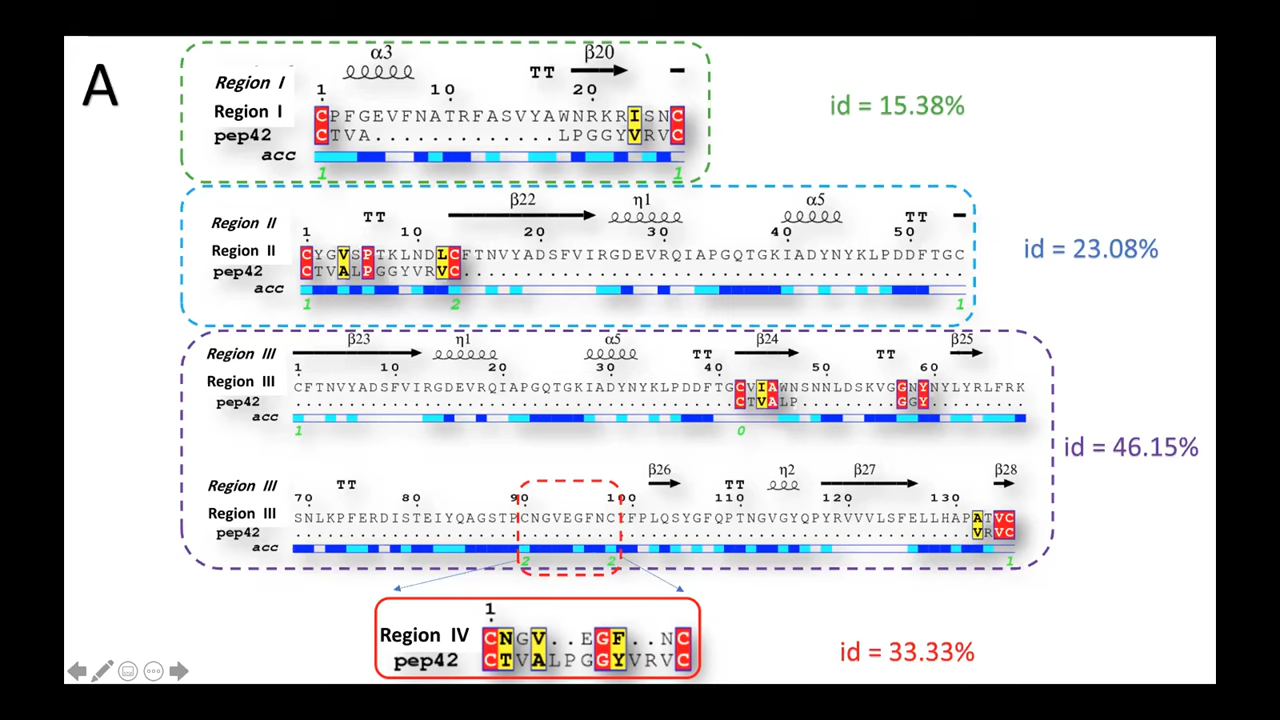 A
α3
TT
β20
Region I
1 10 20
Region I CPFGEVFNATRFASVYAWNRKRISNC
pep42 CTVA.............LPGGYVRVC
acc
1 1
id = 15.38%
TT
β22
η1
α5
TT
Region II
1 10 20 30 40 50
Region II CYGVSPTKLNDLCFTNVYADSFVIRGDEVRQIAPGQTGKIADYNYKLPDDFTGC
pep42 CTVALPGGYVRVC.........................................
acc
1 2 1
id = 23.08%
β23
η1
α5
TT
β24
TT
β25
Region III
1 10 20 30 40 50 60
Region III CFTNVYADSFVIRGDEVRQIAPGQTGKIADYNYKLPDDFTGCVIAWNSNNLDSKVGGNYNYLYRLFRK
pep42 .........................................CTVALP.........GGY.........
acc
1 0
id = 46.15%
TT
β26
TT
η2
β27
β28
Region III
70 80 90 100 110 120 130
Region III SNLKPFERDISTEIYQAGSTPCNGVEGFNCYFPLQSYGFQPTNGVGYQPYRVVVLSFELLHAPATVC
pep42 ...............................................................VRVC
acc
2 2 1
1
Region IV CNGV..EGF..NC
pep42 CTVALPGGYVRVC
id = 33.33%